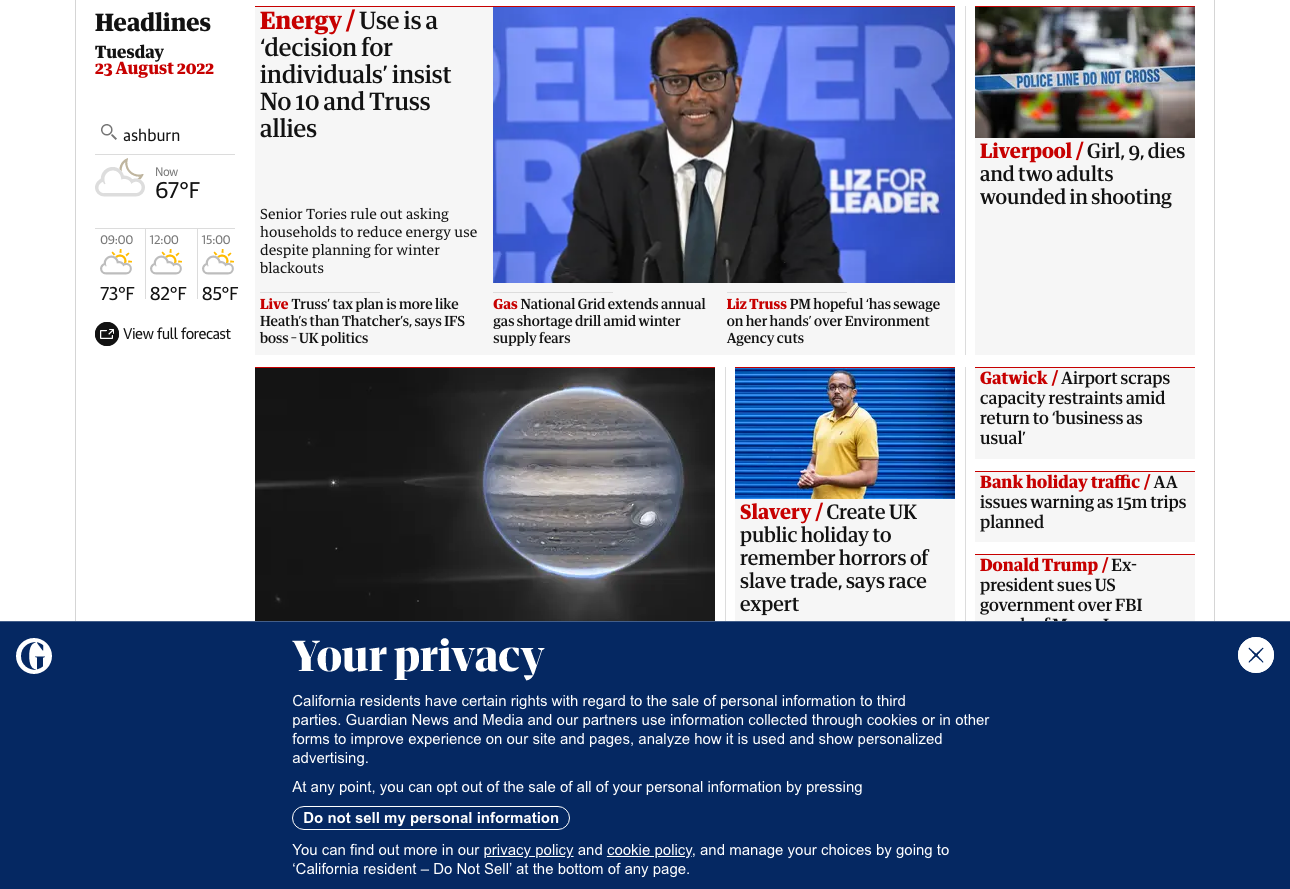 Headlines
Tuesday
23 August 2022
ashburn
Now
67°F
09:00 12:00 15:00
73°F 82°F 85°F
View full forecast
Energy / Use is a
‘decision for
individuals’ insist
No 10 and Truss
allies
Senior Tories rule out asking
households to reduce energy use
despite planning for winter
blackouts
DELIVER
LIZ FOR
LEADER
Live Truss’ tax plan is more like
Heath’s than Thatcher’s, says IFS
boss – UK politics
Gas National Grid extends annual
gas shortage drill amid winter
supply fears
Liz Truss PM hopeful ‘has sewage
on her hands’ over Environment
Agency cuts
POLICE LINE DO NOT CROSS
Liverpool / Girl, 9, dies
and two adults
wounded in shooting
Slavery / Create UK
public holiday to
remember horrors of
slave trade, says race
expert
Gatwick / Airport scraps
capacity restraints amid
return to ‘business as
usual’
Bank holiday traffic / AA
issues warning as 15m trips
planned
Donald Trump / Ex-
president sues US
government over FBI
Your privacy
California residents have certain rights with regard to the sale of personal information to third
parties. Guardian News and Media and our partners use information collected through cookies or in other
forms to improve experience on our site and pages, analyze how it is used and show personalized
advertising.
At any point, you can opt out of the sale of all of your personal information by pressing
Do not sell my personal information
You can find out more in our privacy policy and cookie policy, and manage your choices by going to
‘California resident – Do Not Sell’ at the bottom of any page.